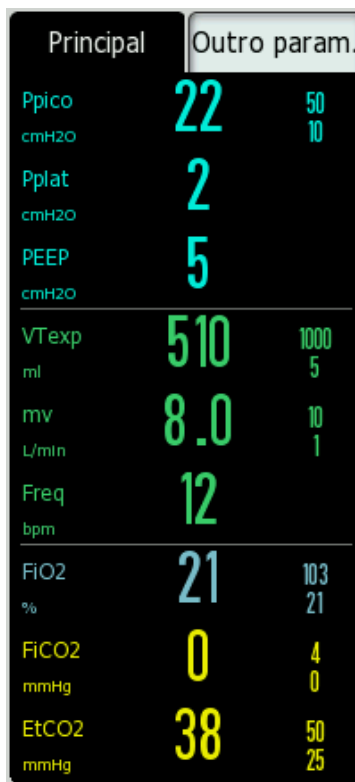 Principal Outro param.
Ppico 22 50
cmH2O 10
Pplat 2
cmH2O
PEEP 5
cmH2O
VTexp 510 1000
ml 5
mv 8.0 10
L/min 1
Freq 12
bpm
FiO2 21 103
% 21
FiCO2 0 4
mmHg 0
EtCO2 38 50
mmHg 25